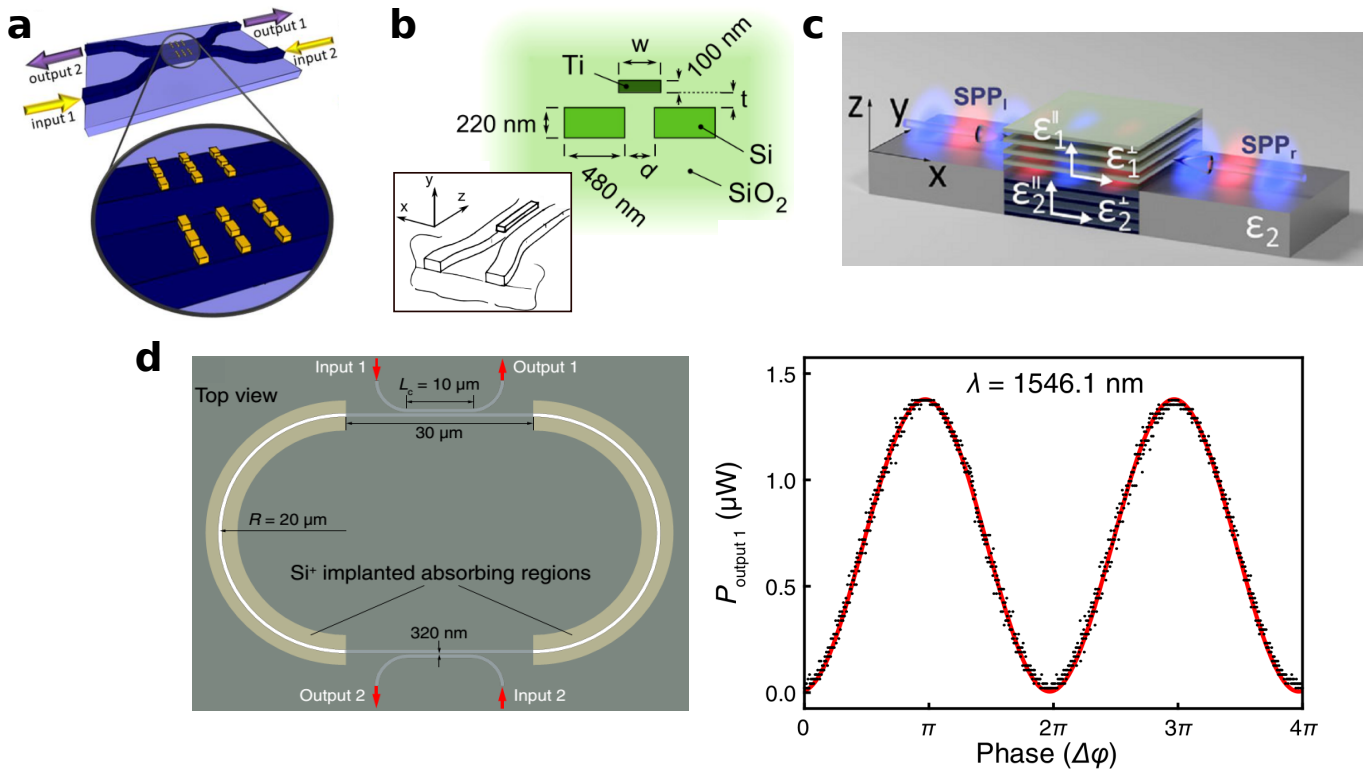 a
output 1
input 2
output 2
input 1
b
w
100 nm
Ti
t
220 nm
Si
480 nm
d
SiO₂
y
x
z
c
z
y
x
SPPₗ
SPPᵣ
ε₁∥
ε₁⊥
ε₂∥
ε₂⊥
ε₂
d
Top view
Input 1
Output 1
L꜀ = 10 µm
30 µm
R = 20 µm
Si⁺ implanted absorbing regions
320 nm
Output 2
Input 2
λ = 1546.1 nm
1.5
1.0
0.5
0.0
P output 1 (µW)
0
π
2π
3π
4π
Phase (Δφ)